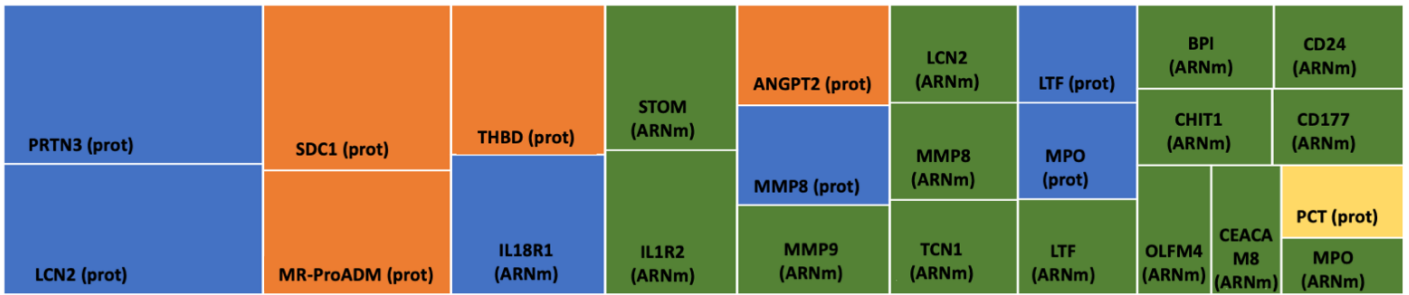 PRTN3 (prot)
LCN2 (prot)
SDC1 (prot)
MR-ProADM (prot)
THBD (prot)
IL18R1
(ARNm)
STOM
(ARNm)
IL1R2
(ARNm)
ANGPT2 (prot)
MMP8 (prot)
MMP9
(ARNm)
LCN2
(ARNm)
MMP8
(ARNm)
TCN1
(ARNm)
LTF (prot)
MPO
(prot)
LTF
(ARNm)
BPI
(ARNm)
CD24
(ARNm)
CHIT1
(ARNm)
CD177
(ARNm)
OLFM4
(ARNm)
CEACA
M8
(ARNm)
PCT (prot)
MPO
(ARNm)